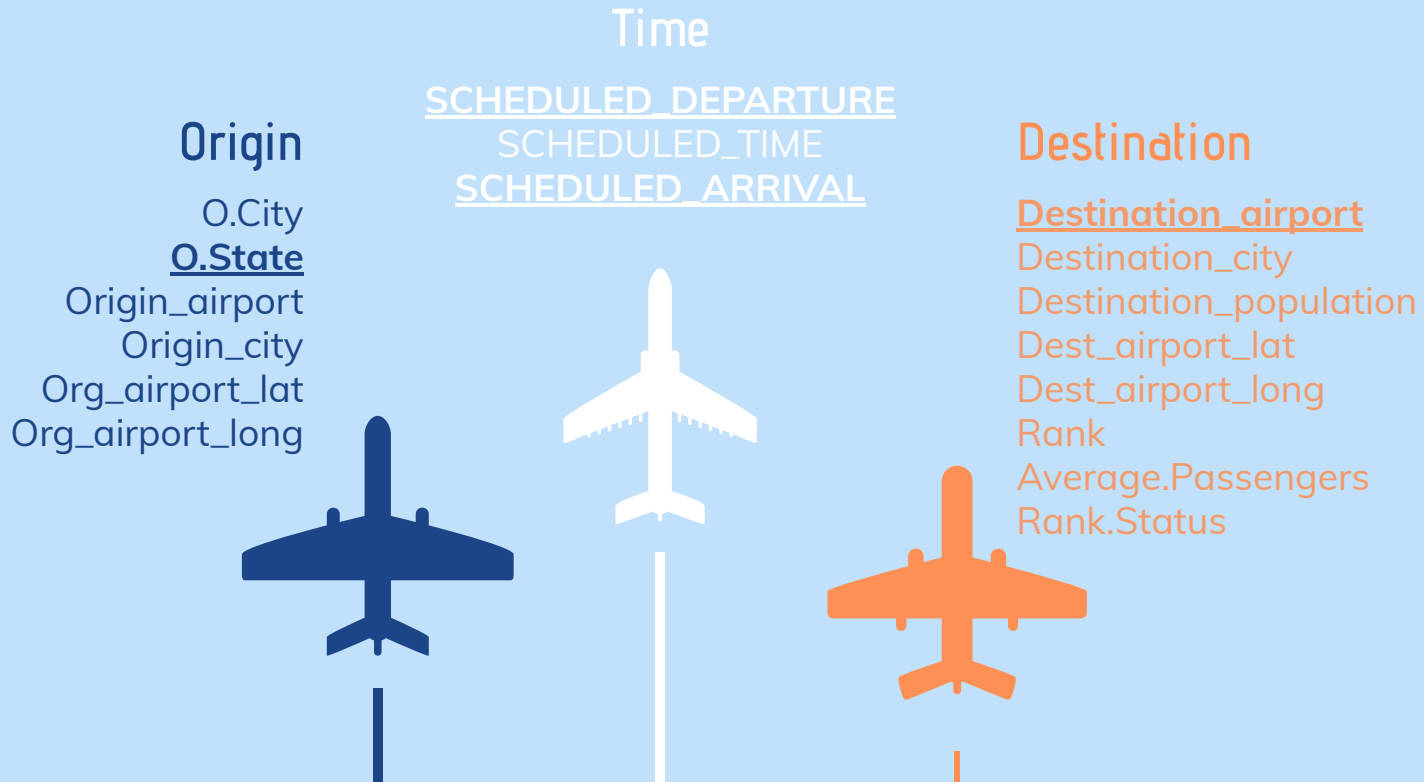 Time
SCHEDULED_DEPARTURE
SCHEDULED_TIME
SCHEDULED_ARRIVAL
Origin
O.City
O.State
Origin_airport
Origin_city
Org_airport_lat
Org_airport_long
Destination
Destination_airport
Destination_city
Destination_population
Dest_airport_lat
Dest_airport_long
Rank
Average.Passengers
Rank.Status